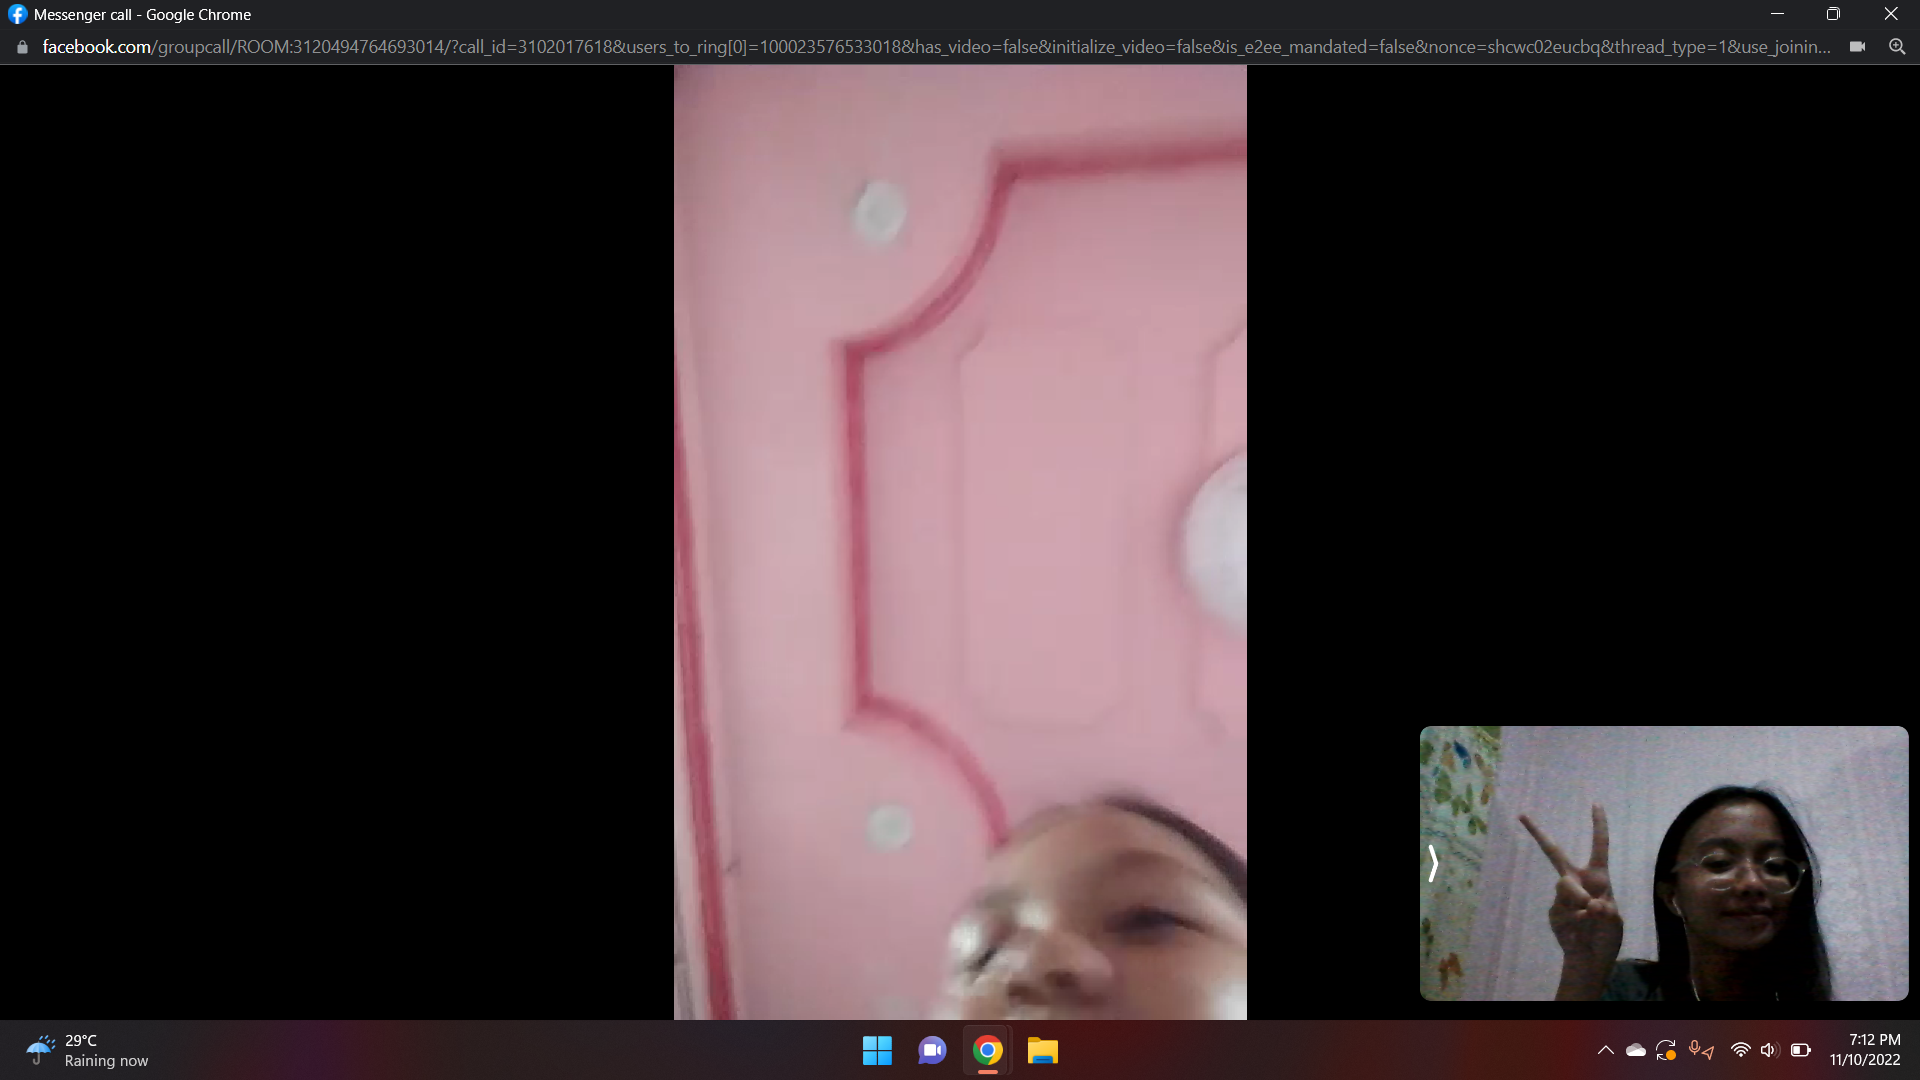 Messenger call - Google Chrome
facebook.com/groupcall/ROOM:3120494764693014/?call_id=3102017618&users_to_ring[0]=100023576533018&has_video=false&initialize_video=false&is_e2ee_mandated=false&nonce=shcwc02eucbq&thread_type=1&use_joinin...
29°C
Raining now
7:12 PM
11/10/2022